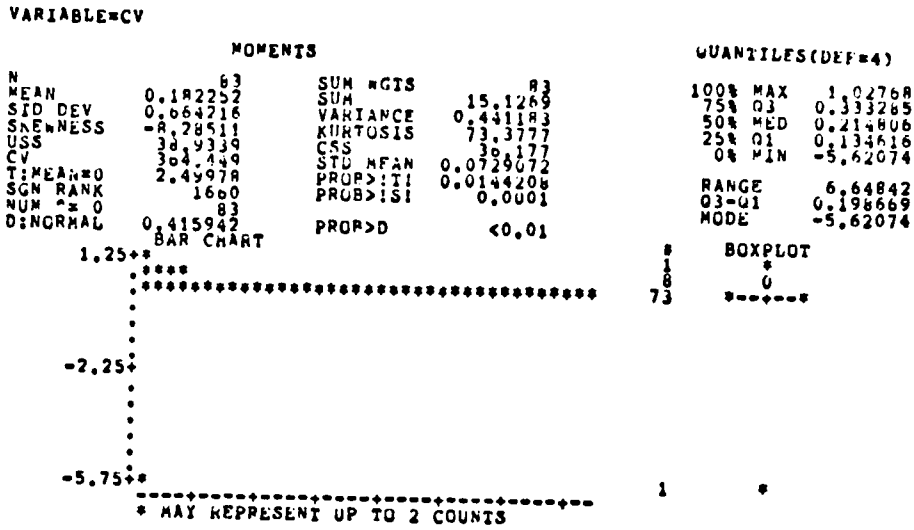 VARIABLE=CV
MOMENTS
N 83 SUM WGTS 83
MEAN 0.182252 SUM 15.1269
STD DEV 0.664216 VARIANCE 0.441183
SKEWNESS -8.28511 KURTOSIS 73.3777
USS 38.9339 CSS 36.177
CV 364.449 STD MEAN 0.0729072
T:MEAN=0 2.49978 PROB>|T| 0.0144208
SGN RANK 1660 PROB>|S| 0.0001
NUM ^= 0 83
D:NORMAL 0.415942 PROB>D <0.01
QUANTILES(DEF=4)
100% MAX 1.02768
75% Q3 0.333285
50% MED 0.214806
25% Q1 0.134616
0% MIN -5.62074
RANGE 6.64842
Q3-Q1 0.198669
MODE -5.62074
BAR CHART # BOXPLOT
1.25+* 1 *
.**** 8 0
.************************************* 73 *--+--*
-2.25+
-5.75+* 1 *
----+----+----+----+----+----+----+--
* MAY REPRESENT UP TO 2 COUNTS